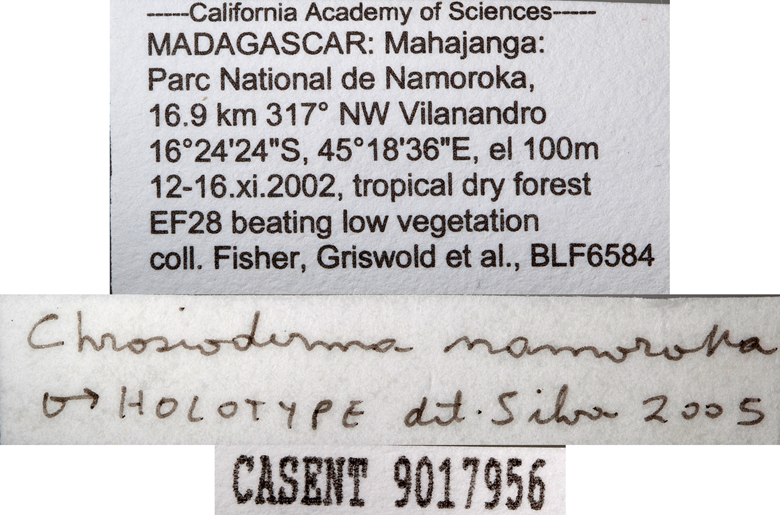 -----California Academy of Sciences-----
MADAGASCAR: Mahajanga:
Parc National de Namoroka,
16.9 km 317° NW Vilanandro
16°24'24"S, 45°18'36"E, el 100m
12-16.xi.2002, tropical dry forest
EF28 beating low vegetation
coll. Fisher, Griswold et al., BLF6584
Chrosioderma namoroka
↪ HOLOTYPE det. Silva 2005
CASENT 9017956